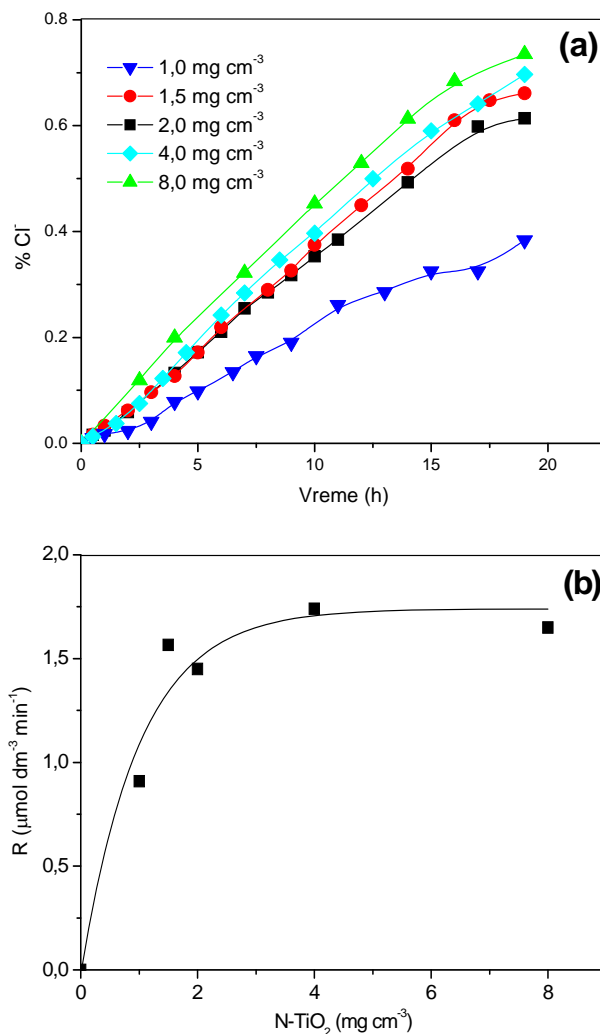 (a)
0.8
0.6
0.4
0.2
0.0
% Cl⁻
1,0 mg cm⁻³
1,5 mg cm⁻³
2,0 mg cm⁻³
4,0 mg cm⁻³
8,0 mg cm⁻³
0 5 10 15 20
Vreme (h)
(b)
2,0
1,5
1,0
0,5
0,0
R (μmol dm⁻³ min⁻¹)
0 2 4 6 8
N-TiO₂ (mg cm⁻³)